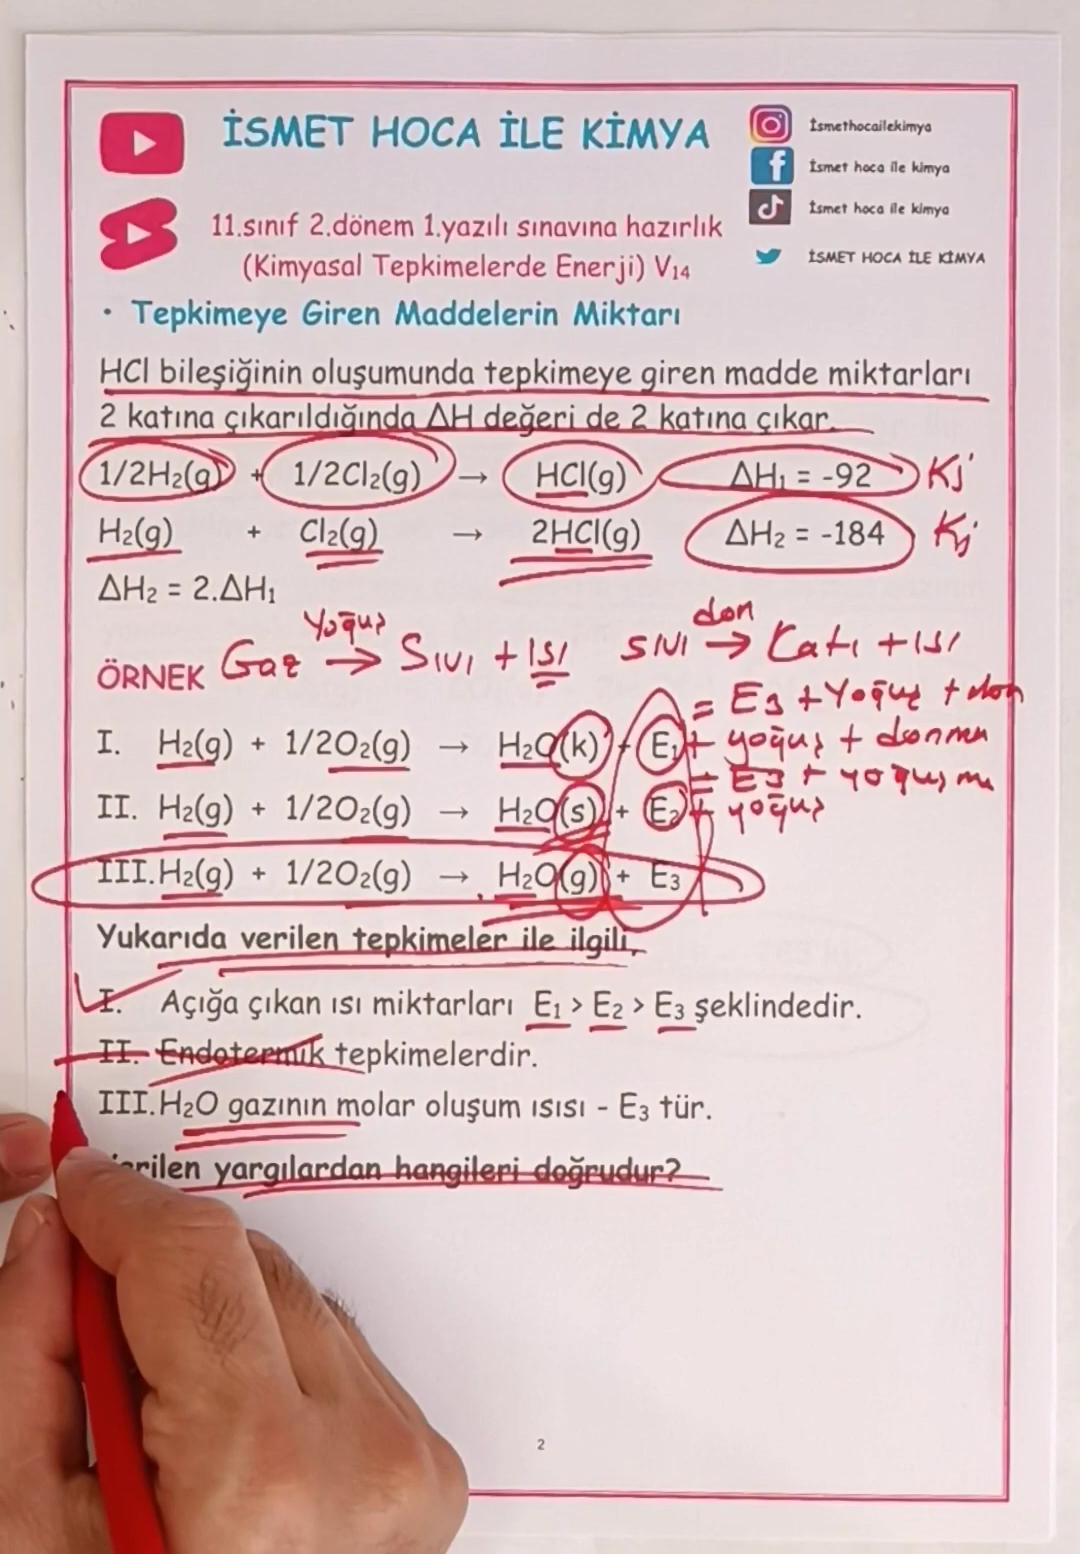 İSMET HOCA İLE KİMYA
İsmethocailekimya
İsmet hoca ile kimya
İsmet hoca ile kimya
İSMET HOCA İLE KİMYA
11.sınıf 2.dönem 1.yazılı sınavına hazırlık
(Kimyasal Tepkimelerde Enerji) V14
• Tepkimeye Giren Maddelerin Miktarı
HCl bileşiğinin oluşumunda tepkimeye giren madde miktarları
2 katına çıkarıldığında ΔH değeri de 2 katına çıkar.
1/2H₂(g) + 1/2Cl₂(g) → HCl(g) ΔH₁ = -92 Kj
H₂(g) + Cl₂(g) → 2HCl(g) ΔH₂ = -184 Kj
ΔH₂ = 2.ΔH₁
Yoğuş don
ÖRNEK Gaz → Sıvı + ısı sıvı → Katı + ısı
= E3 + Yoğuş + don
I. H₂(g) + 1/2O₂(g) → H₂O(k) + E₁ + yoğuş + donma
= E3 + yoğuşma
II. H₂(g) + 1/2O₂(g) → H₂O(s) + E₂ + yoğuş
III. H₂(g) + 1/2O₂(g) → H₂O(g) + E₃
Yukarıda verilen tepkimeler ile ilgili,
I. Açığa çıkan ısı miktarları E₁ > E₂ > E₃ şeklindedir.
II. Endotermik tepkimelerdir.
III. H₂O gazının molar oluşum ısısı - E₃ tür.
erilen yargılardan hangileri doğrudur?
2